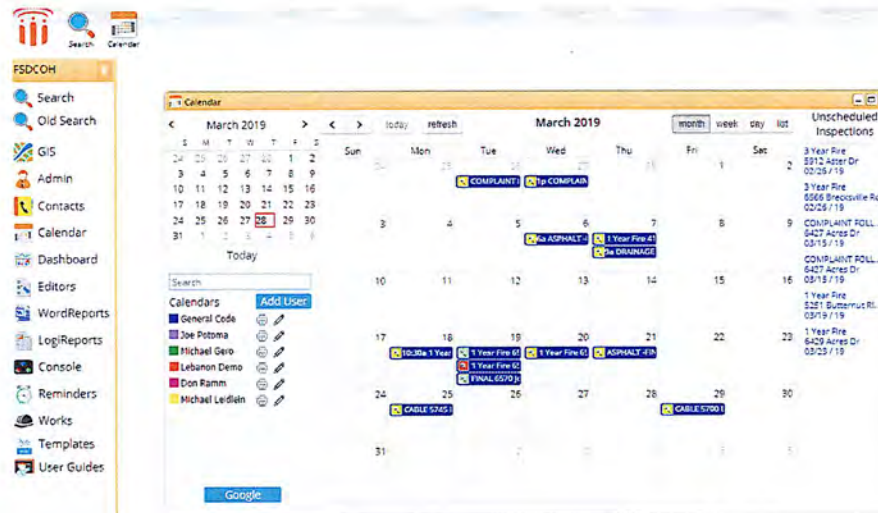 Search
Calendar
FSDCOH
Search
Old Search
GIS
Admin
Contacts
Calendar
Dashboard
Editors
WordReports
LogiReports
Console
Reminders
Works
Templates
User Guides
Calendar
< March 2019 >
S M T W T F S
24 25 26 27 28 1 2
3 4 5 6 7 8 9
10 11 12 13 14 15 16
17 18 19 20 21 22 23
24 25 26 27 28 29 30
31 1 2 3 4 5 6
Today
Search
Calendars Add User
General Code
Joe Potoma
Michael Gero
Lebanon Demo
Don Ramm
Michael Leidlein
Google
< > today refresh March 2019 month week day list
Sun Mon Tue Wed Thu Fri Sat
1 2
COMPLAINT 1p COMPLAIN
3 4 5 6 7 8 9
6a ASPHALT - 1 Year Fire 41
9a DRAINAGE
10 11 12 13 14 15 16
17 18 19 20 21 22 23
10:30a 1 Year 1 Year Fire 65 1 Year Fire 65 ASPHALT -FIN
1 Year Fire 65
FINAL 6570 Jc
24 25 26 27 28 29 30
CABLE 5745 CABLE 5700
31
Unscheduled
Inspections
3 Year Fire
5912 Aster Dr
02/26 / 19
3 Year Fire
6566 Brecksville Rd
02/26 / 19
COMPLAINT FOLL...
6427 Acres Dr
03/15 / 19
COMPLAINT FOLL...
6427 Acres Dr
03/15 / 19
1 Year Fire
5251 Butternut Ri...
03/19 / 19
1 Year Fire
6429 Acres Dr
03/23 / 19